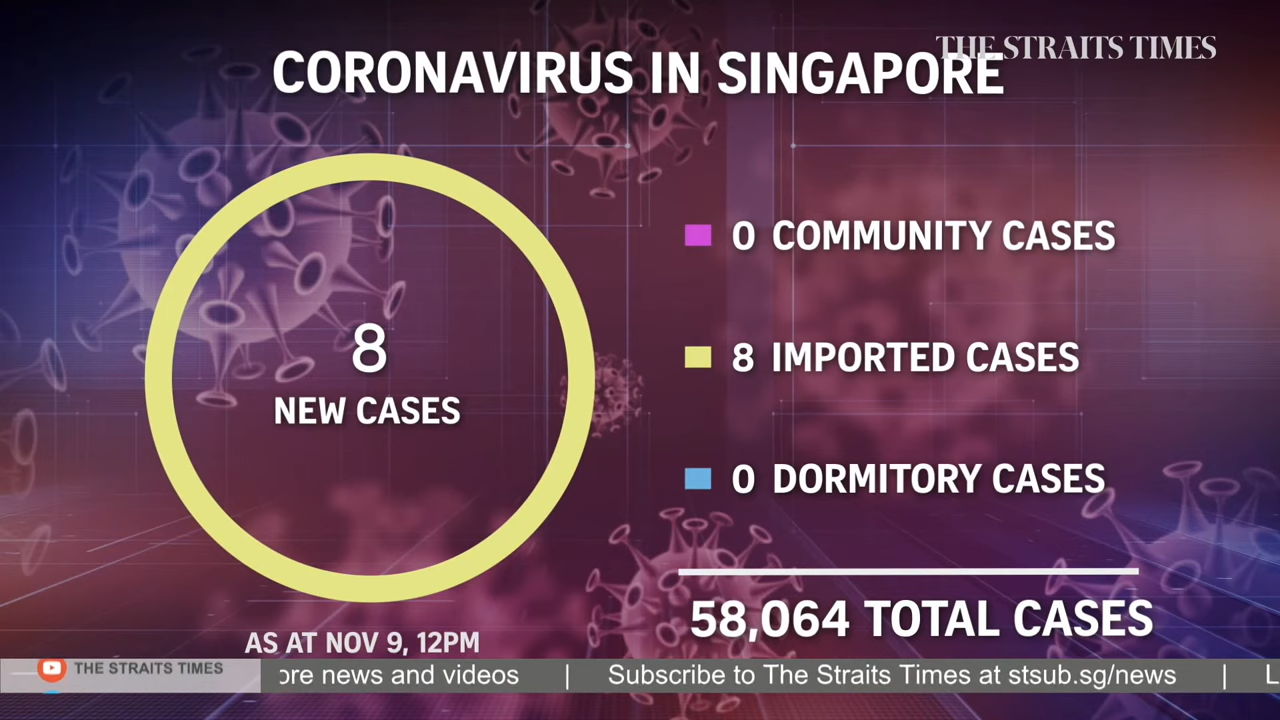 THE STRAITS TIMES
CORONAVIRUS IN SINGAPORE
8
NEW CASES
0 COMMUNITY CASES
8 IMPORTED CASES
0 DORMITORY CASES
58,064 TOTAL CASES
AS AT NOV 9, 12PM
THE STRAITS TIMES
ore news and videos | Subscribe to The Straits Times at stsub.sg/news | L